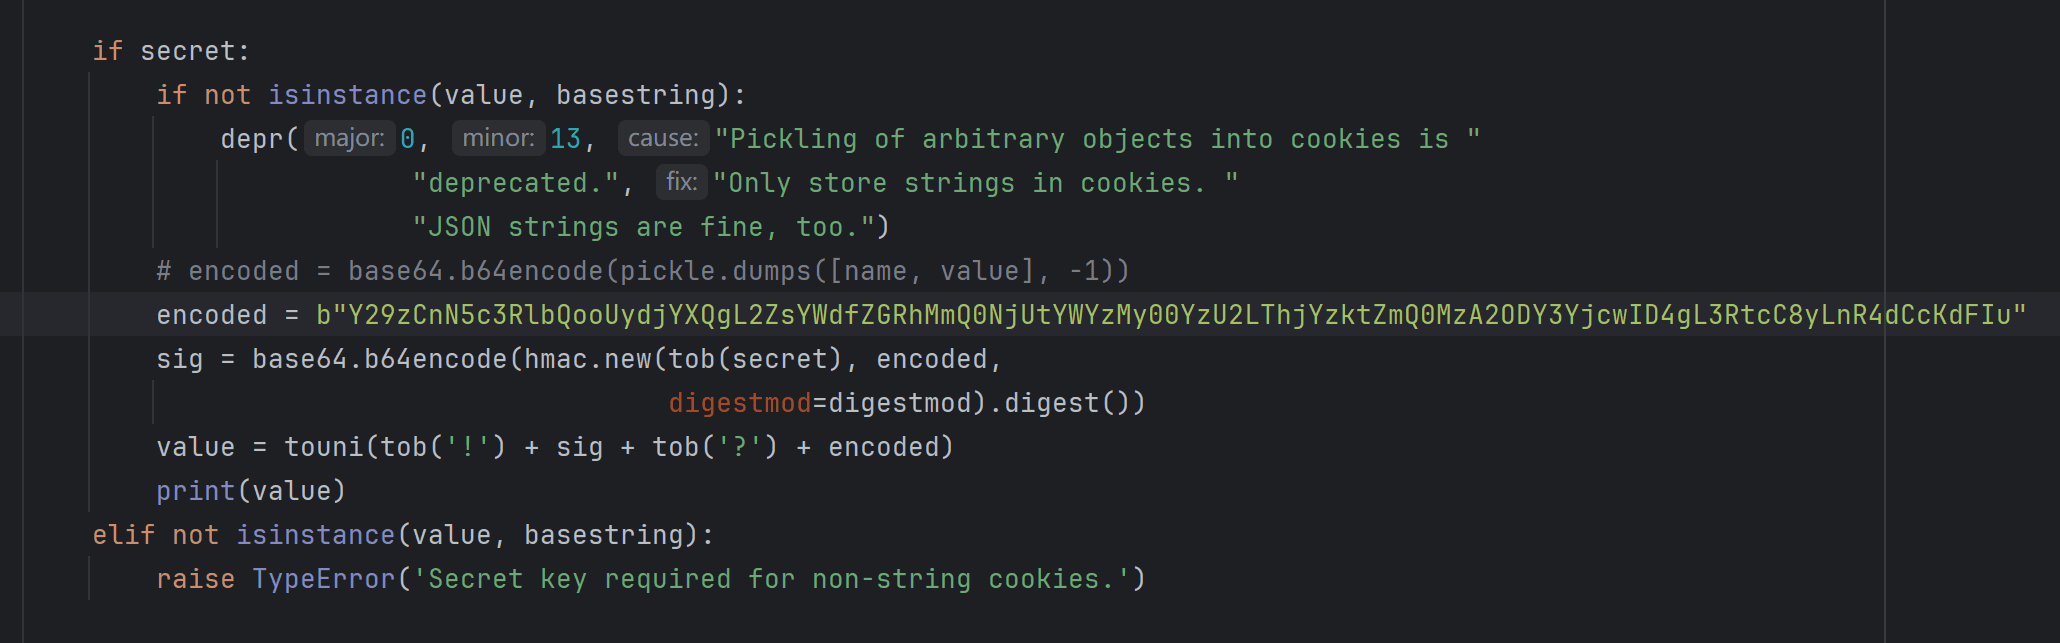 if secret:
if not isinstance(value, basestring):
depr( major: 0, minor: 13, cause: "Pickling of arbitrary objects into cookies is "
"deprecated.", fix: "Only store strings in cookies. "
"JSON strings are fine, too.")
# encoded = base64.b64encode(pickle.dumps([name, value], -1))
encoded = b"Y29zCnN5c3RlbQooUydjYXQgL2ZsYWdfZGRhMmQ0NjUtYWYzMy00YzU2LThjYzktZmQ0MzA2ODY3YjcwID4gL3RtcC8yLnR4dCcKdFIu"
sig = base64.b64encode(hmac.new(tob(secret), encoded,
digestmod=digestmod).digest())
value = touni(tob('!') + sig + tob('?') + encoded)
print(value)
elif not isinstance(value, basestring):
raise TypeError('Secret key required for non-string cookies.')